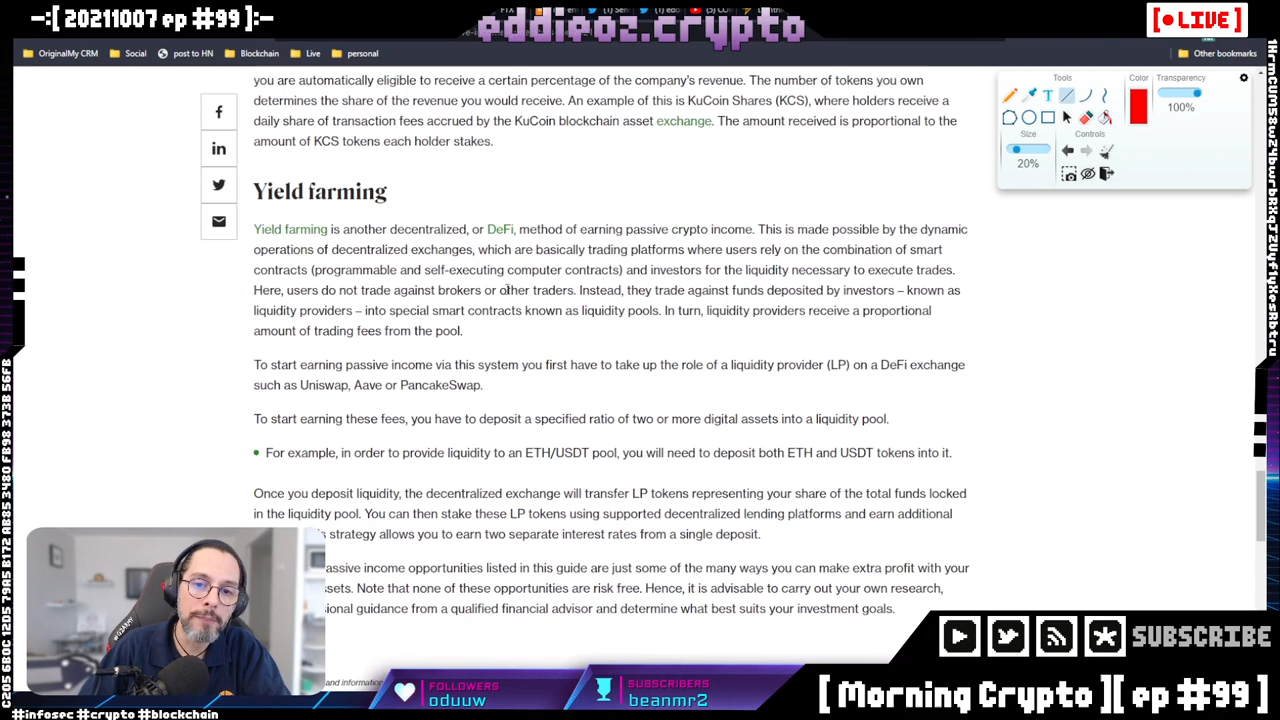 -:[ 20211007 ep #99 ]:-
eddieoz.crypto
[●LIVE]
OriginalMy CRM
Social
post to HN
Blockchain
Live
personal
Other bookmarks
you are automatically eligible to receive a certain percentage of the company's revenue. The number of tokens you own
determines the share of the revenue you would receive. An example of this is KuCoin Shares (KCS), where holders receive a
daily share of transaction fees accrued by the KuCoin blockchain asset exchange. The amount received is proportional to the
amount of KCS tokens each holder stakes.
Yield farming
Yield farming is another decentralized, or DeFi, method of earning passive crypto income. This is made possible by the dynamic
operations of decentralized exchanges, which are basically trading platforms where users rely on the combination of smart
contracts (programmable and self-executing computer contracts) and investors for the liquidity necessary to execute trades.
Here, users do not trade against brokers or other traders. Instead, they trade against funds deposited by investors – known as
liquidity providers – into special smart contracts known as liquidity pools. In turn, liquidity providers receive a proportional
amount of trading fees from the pool.
To start earning passive income via this system you first have to take up the role of a liquidity provider (LP) on a DeFi exchange
such as Uniswap, Aave or PancakeSwap.
To start earning these fees, you have to deposit a specified ratio of two or more digital assets into a liquidity pool.
For example, in order to provide liquidity to an ETH/USDT pool, you will need to deposit both ETH and USDT tokens into it.
Once you deposit liquidity, the decentralized exchange will transfer LP tokens representing your share of the total funds locked
in the liquidity pool. You can then stake these LP tokens using supported decentralized lending platforms and earn additional
strategy allows you to earn two separate interest rates from a single deposit.
income opportunities listed in this guide are just some of the many ways you can make extra profit with your
Note that none of these opportunities are risk free. Hence, it is advisable to carry out your own research,
guidance from a qualified financial advisor and determine what best suits your investment goals.
Tools
Color
Transparency
100%
Size
20%
Controls
FOLLOWERS
oduuw
SUBSCRIBERS
beanmr2
SUBSCRIBE
[ Morning Crypto ][ ep #99 ]
#infosec #crypto #blockchain